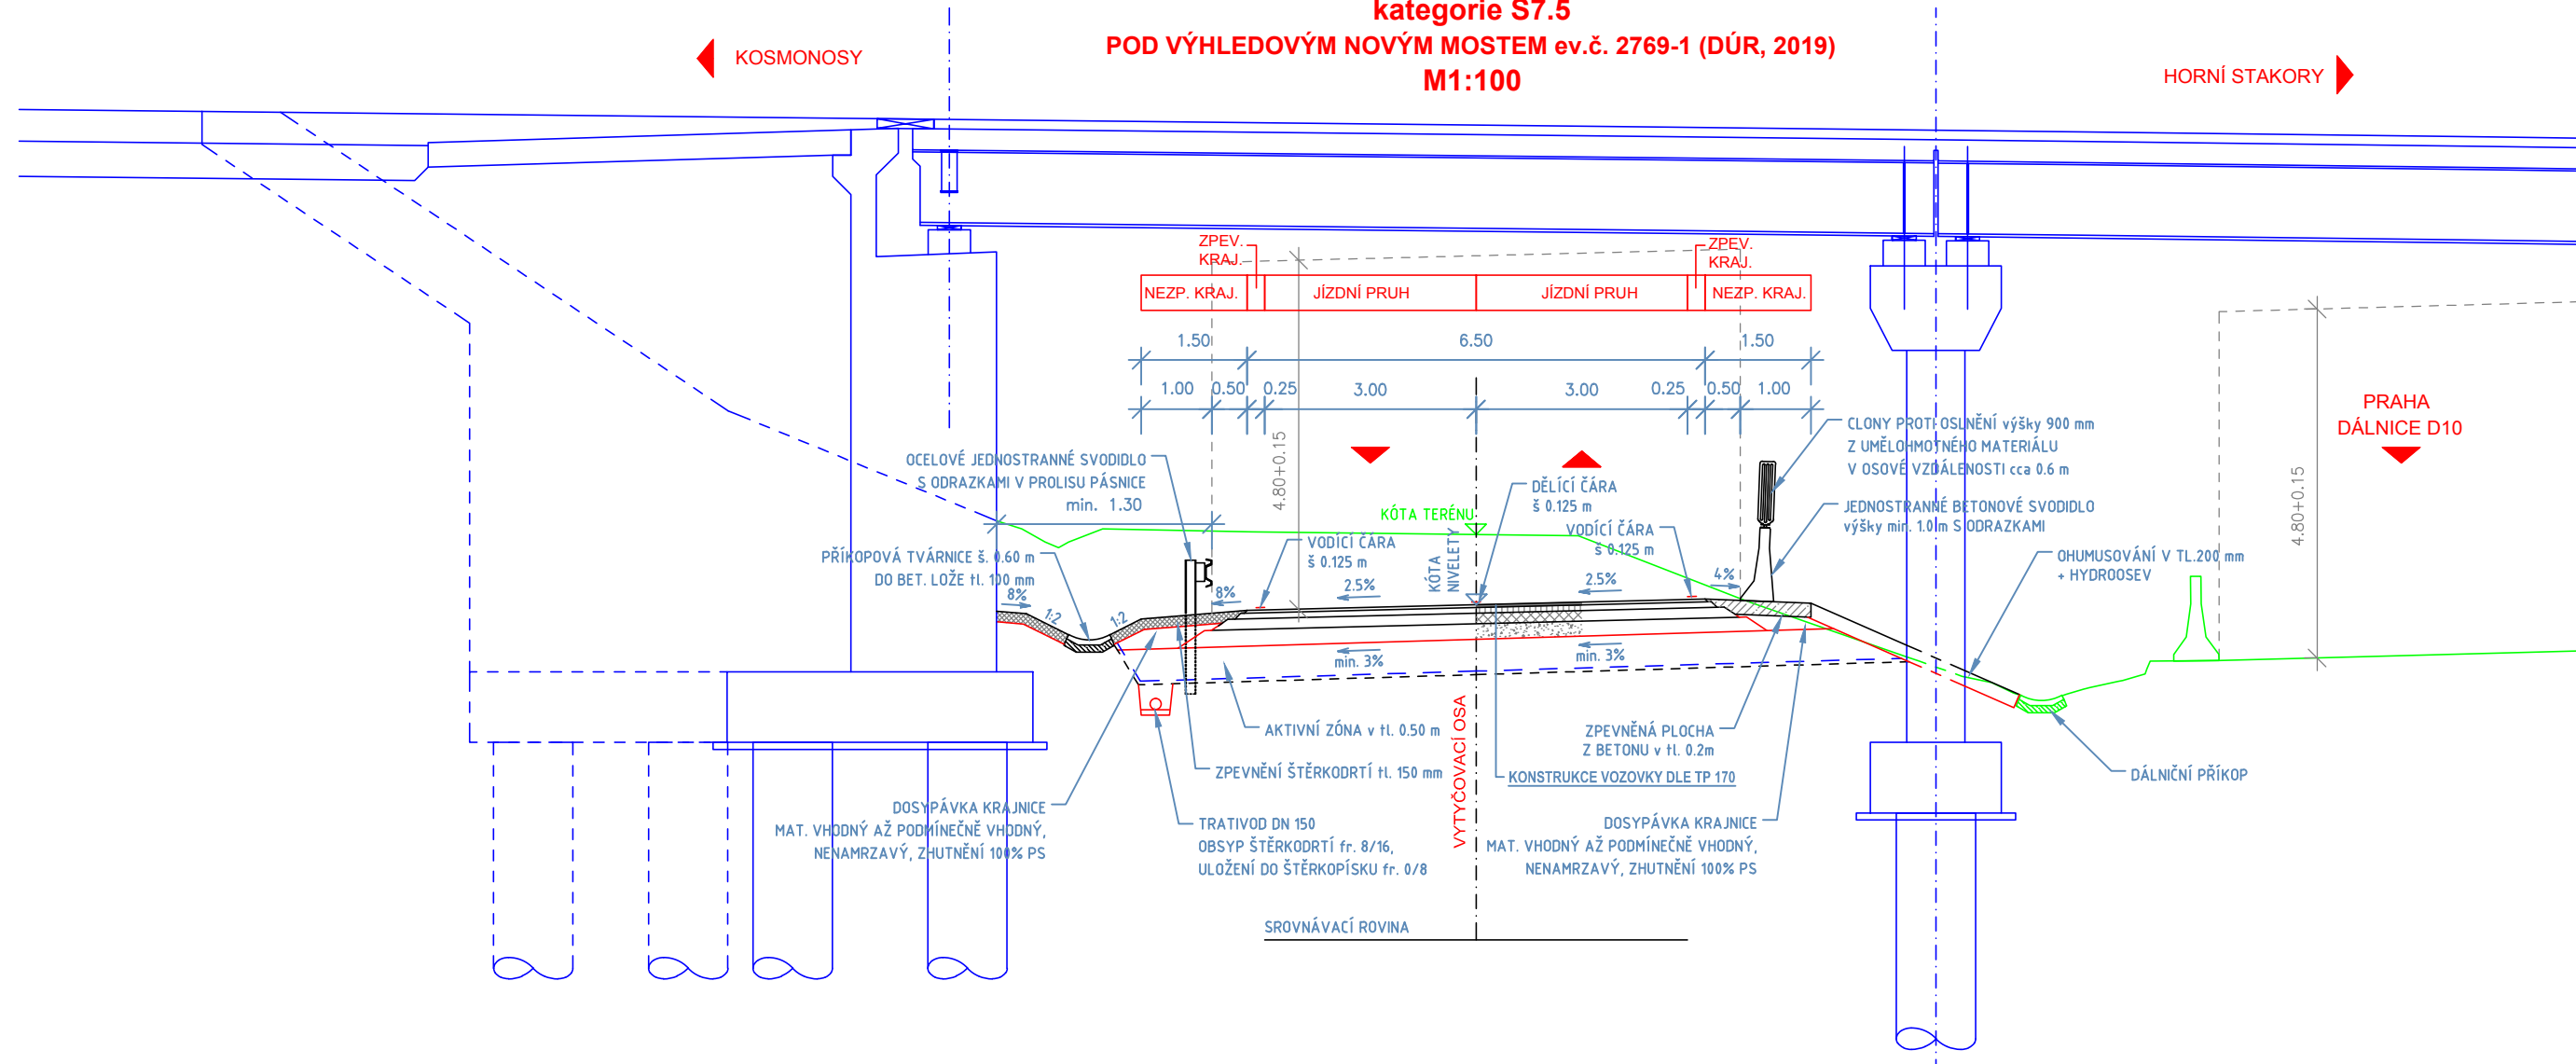 kategorie S7.5
POD VÝHLEDOVÝM NOVÝM MOSTEM ev.č. 2769-1 (DÚR, 2019)
M1:100
KOSMONOSY
HORNÍ STAKORY
ZPEV.
KRAJ.
ZPEV.
KRAJ.
NEZP. KRAJ.
JÍZDNÍ PRUH
JÍZDNÍ PRUH
NEZP. KRAJ.
1.50
6.50
1.50
1.00
0.50
0.25
3.00
3.00
0.25
0.50
1.00
PRAHA
DÁLNICE D10
4.80+0.15
4.80+0.15
OCELOVÉ JEDNOSTRANNÉ SVODIDLO
S ODRAZKAMI V PROLISU PÁSNICE
min. 1.30
CLONY PROTI OSLNĚNÍ výšky 900 mm
Z UMĚLOHMOTNÉHO MATERIÁLU
V OSOVÉ VZDÁLENOSTI cca 0.6 m
DĚLÍCÍ ČÁRA
š 0.125 m
KÓTA TERÉNU
JEDNOSTRANNÉ BETONOVÉ SVODIDLO
výšky min. 1.0m S ODRAZKAMI
VODÍCÍ ČÁRA
š 0.125 m
VODÍCÍ ČÁRA
š 0.125 m
KÓTA
NIVELETY
PŘÍKOPOVÁ TVÁRNICE š. 0.60 m
DO BET. LOŽE tl. 100 mm
OHUMUSOVÁNÍ V TL.200 mm
+ HYDROOSEV
8%
1:2
1:2
8%
2.5%
2.5%
4%
min. 3%
min. 3%
AKTIVNÍ ZÓNA v tl. 0.50 m
ZPEVNĚNÁ PLOCHA
Z BETONU v tl. 0.2m
ZPEVNĚNÍ ŠTĚRKODRTÍ tl. 150 mm
KONSTRUKCE VOZOVKY DLE TP 170
DÁLNIČNÍ PŘÍKOP
VYTYČOVACÍ OSA
DOSYPÁVKA KRAJNICE
MAT. VHODNÝ AŽ PODMÍNEČNĚ VHODNÝ,
NENAMRZAVÝ, ZHUTNĚNÍ 100% PS
TRATIVOD DN 150
OBSYP ŠTĚRKODRTÍ fr. 8/16,
ULOŽENÍ DO ŠTĚRKOPÍSKU fr. 0/8
DOSYPÁVKA KRAJNICE
MAT. VHODNÝ AŽ PODMÍNEČNĚ VHODNÝ,
NENAMRZAVÝ, ZHUTNĚNÍ 100% PS
SROVNÁVACÍ ROVINA